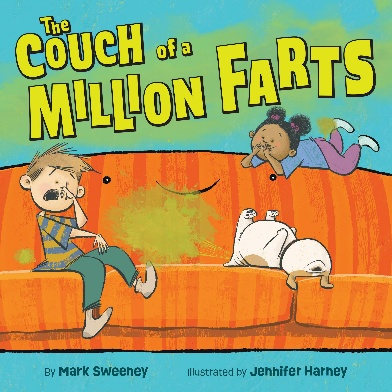 The
COUCH of a
MILLION FARTS
By Mark Sweeney Illustrated by Jennifer Harney